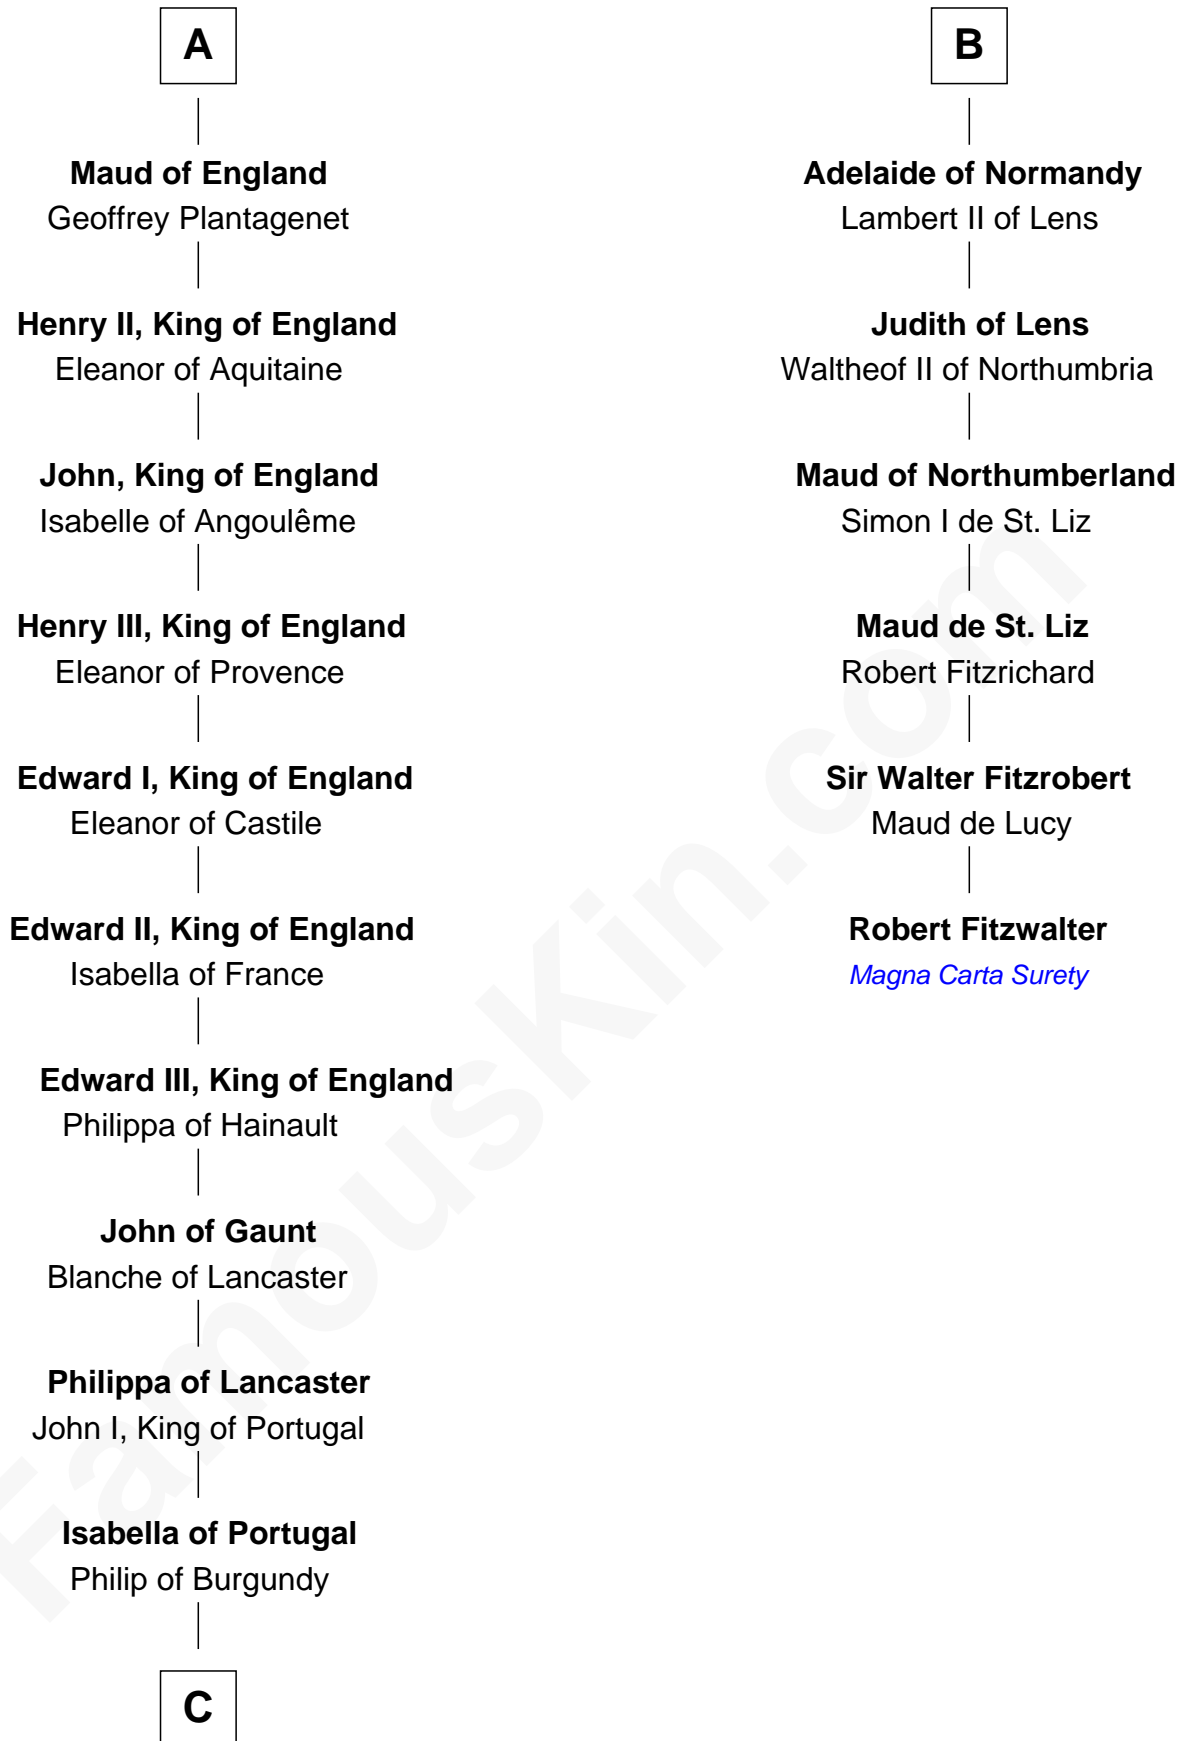 A
Maud of England
Geoffrey Plantagenet
Henry II, King of England
Eleanor of Aquitaine
John, King of England
Isabelle of Angoulême
Henry III, King of England
Eleanor of Provence
Edward I, King of England
Eleanor of Castile
Edward II, King of England
Isabella of France
Edward III, King of England
Philippa of Hainault
John of Gaunt
Blanche of Lancaster
Philippa of Lancaster
John I, King of Portugal
Isabella of Portugal
Philip of Burgundy
C
B
Adelaide of Normandy
Lambert II of Lens
Judith of Lens
Waltheof II of Northumbria
Maud of Northumberland
Simon I de St. Liz
Maud de St. Liz
Robert Fitzrichard
Sir Walter Fitzrobert
Maud de Lucy
Robert Fitzwalter
Magna Carta Surety
FamousKin.com